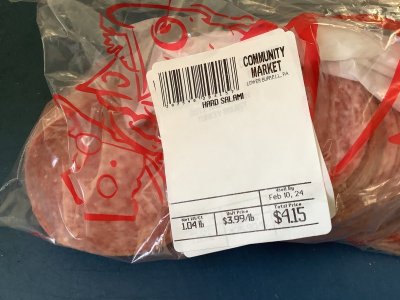 COMMUNITY
MARKET
LOWER BURRELL, PA
HARD SALAMI
Sell By
Feb 10, 24
Net Wt/Ct
1.04 lb
Unit Price
$3.99/lb
Total Price
$4.15